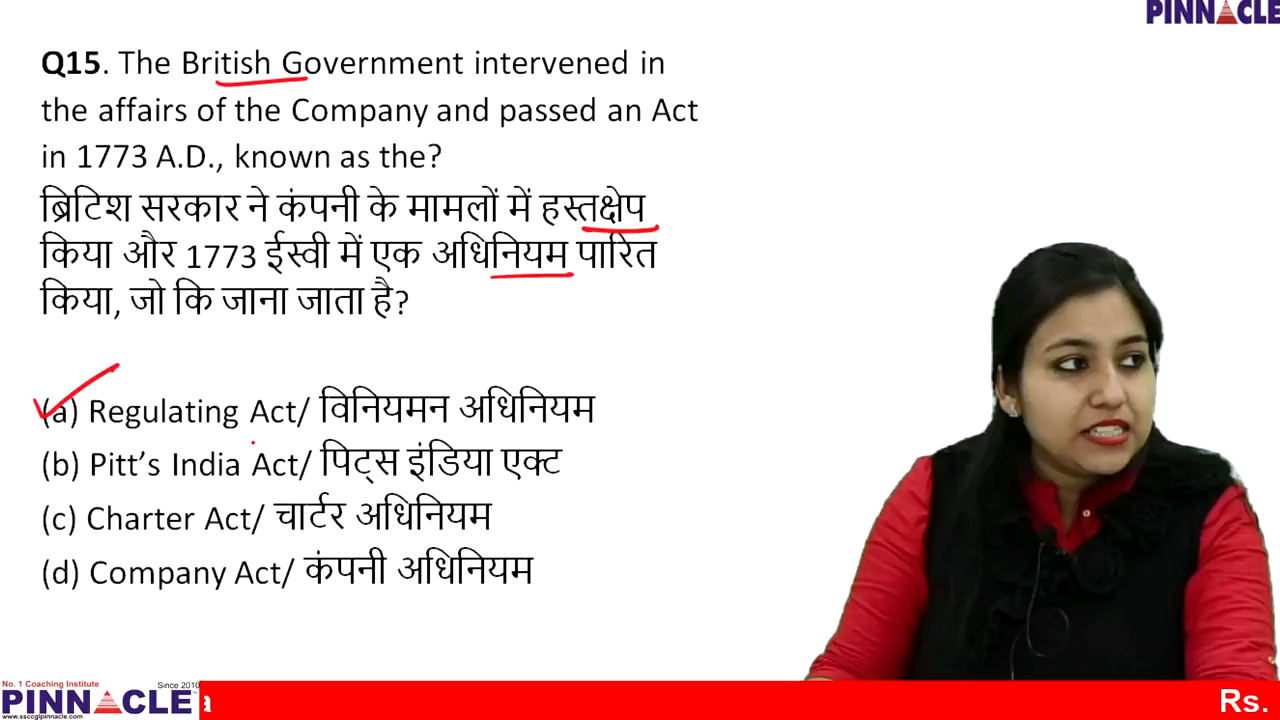 PINNACLE
Q15. The British Government intervened in
the affairs of the Company and passed an Act
in 1773 A.D., known as the?
ब्रिटिश सरकार ने कंपनी के मामलों में हस्तक्षेप
किया और 1773 ईस्वी में एक अधिनियम पारित
किया, जो कि जाना जाता है?
(a) Regulating Act/ विनियमन अधिनियम
(b) Pitt’s India Act/ पिट्स इंडिया एक्ट
(c) Charter Act/ चार्टर अधिनियम
(d) Company Act/ कंपनी अधिनियम
No. 1 Coaching Institute Since 2010
PINNACLE
www.ssccglpinnacle.com
a Rs.